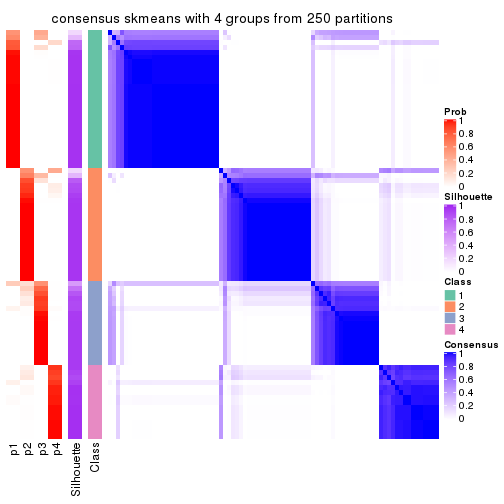 consensus skmeans with 4 groups from 250 partitions
Prob
1
0.8
0.6
0.4
0.2
0
Silhouette
1
0.8
0.6
0.4
0.2
0
Class
1
2
3
4
Consensus
1
0.8
0.6
0.4
0.2
0
p1
p2
p3
p4
Silhouette
Class